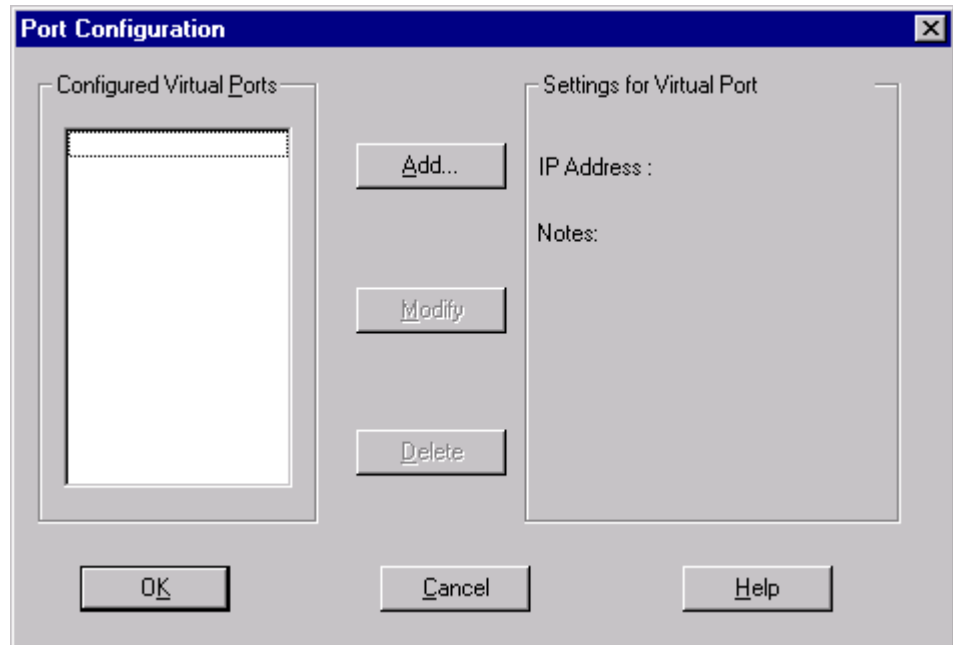 Port Configuration
Configured Virtual Ports
Settings for Virtual Port
Add...
IP Address :
Notes:
Modify
Delete
OK
Cancel
Help